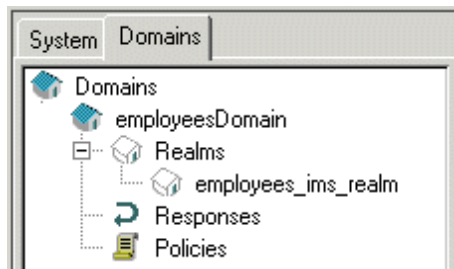 System Domains
Domains
employeesDomain
Realms
employees_ims_realm
Responses
Policies